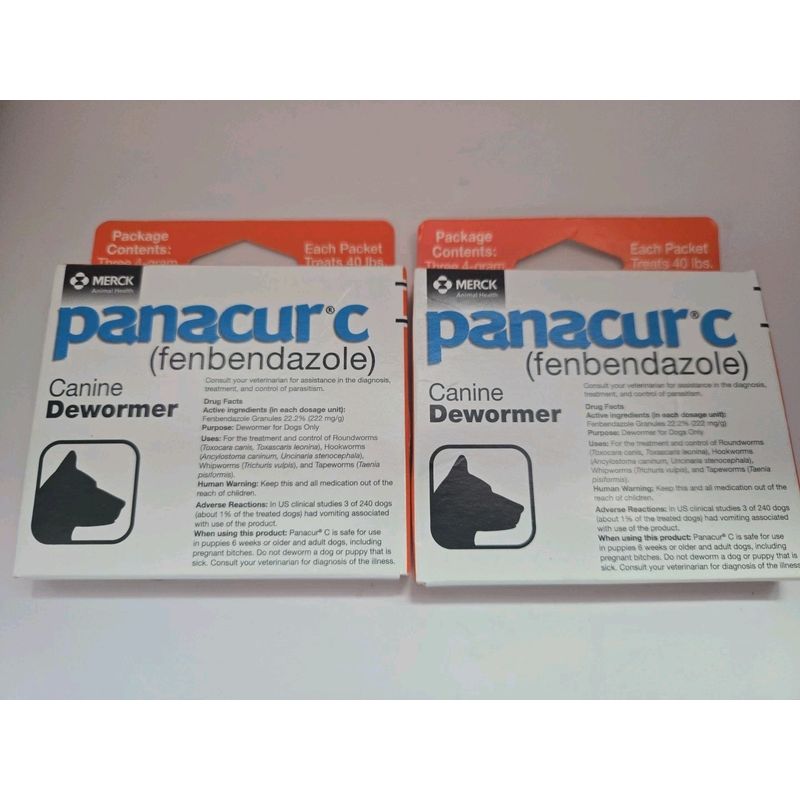 Package
Contents:
Three 4-gram
Each Packet
Treats 40 lbs.
MERCK
Animal Health
panacur® c
(fenbendazole)
Canine
Dewormer
Consult your veterinarian for assistance in the diagnosis,
treatment, and control of parasitism.
Drug Facts
Active ingredients (in each dosage unit):
Fenbendazole Granules 22.2% (222 mg/g)
Purpose: Dewormer for Dogs Only
Uses: For the treatment and control of Roundworms
(Toxocara canis, Toxascaris leonina), Hookworms
(Ancylostoma caninum, Uncinaria stenocephala),
Whipworms (Trichuris vulpis), and Tapeworms (Taenia
pisiformis).
Human Warning: Keep this and all medication out of the
reach of children.
Adverse Reactions: In US clinical studies 3 of 240 dogs
(about 1% of the treated dogs) had vomiting associated
with use of the product.
When using this product: Panacur® C is safe for use
in puppies 6 weeks or older and adult dogs, including
pregnant bitches. Do not deworm a dog or puppy that is
sick. Consult your veterinarian for diagnosis of the illness.
Package
Contents:
Three 4-gram
Each Packet
Treats 40 lbs.
MERCK
Animal Health
panacur® c
(fenbendazole)
Canine
Dewormer
Consult your veterinarian for assistance in the diagnosis,
treatment, and control of parasitism.
Drug Facts
Active ingredients (in each dosage unit):
Fenbendazole Granules 22.2% (222 mg/g)
Purpose: Dewormer for Dogs Only
Uses: For the treatment and control of Roundworms
(Toxocara canis, Toxascaris leonina), Hookworms
(Ancylostoma caninum, Uncinaria stenocephala),
Whipworms (Trichuris vulpis), and Tapeworms (Taenia
pisiformis).
Human Warning: Keep this and all medication out of the
reach of children.
Adverse Reactions: In US clinical studies 3 of 240 dogs
(about 1% of the treated dogs) had vomiting associated
with use of the product.
When using this product: Panacur® C is safe for use
in puppies 6 weeks or older and adult dogs, including
pregnant bitches. Do not deworm a dog or puppy that is
sick. Consult your veterinarian for diagnosis of the illness.